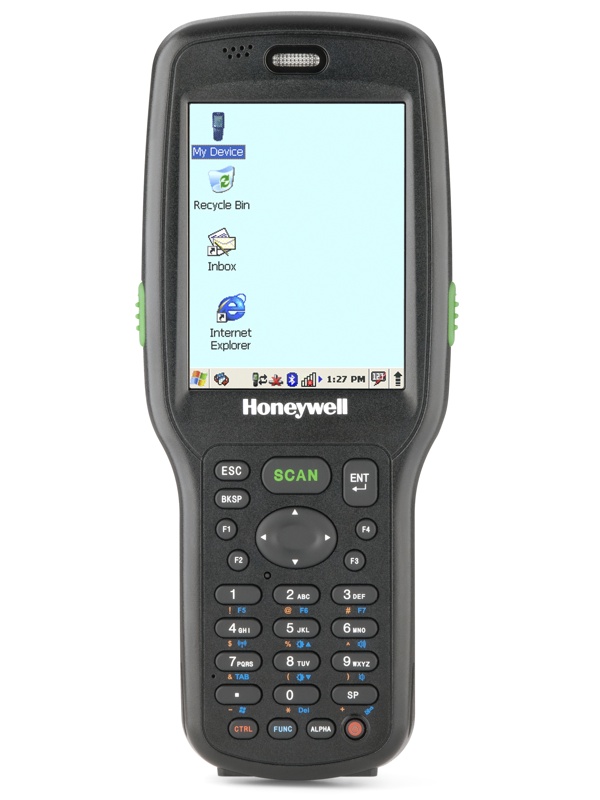 My Device
Recycle Bin
Inbox
Internet
Explorer
1:27 PM
123
Honeywell
ESC
SCAN
ENT
BKSP
F1
F4
F2
F3
1
2 ABC
3 DEF
! F5
@ F6
# F7
4 GHI
5 JKL
6 MNO
$
%
^
7 PQRS
8 TUV
9 WXYZ
& TAB
(
)
.
0
SP
-
* Del
+
CTRL
FUNC
ALPHA